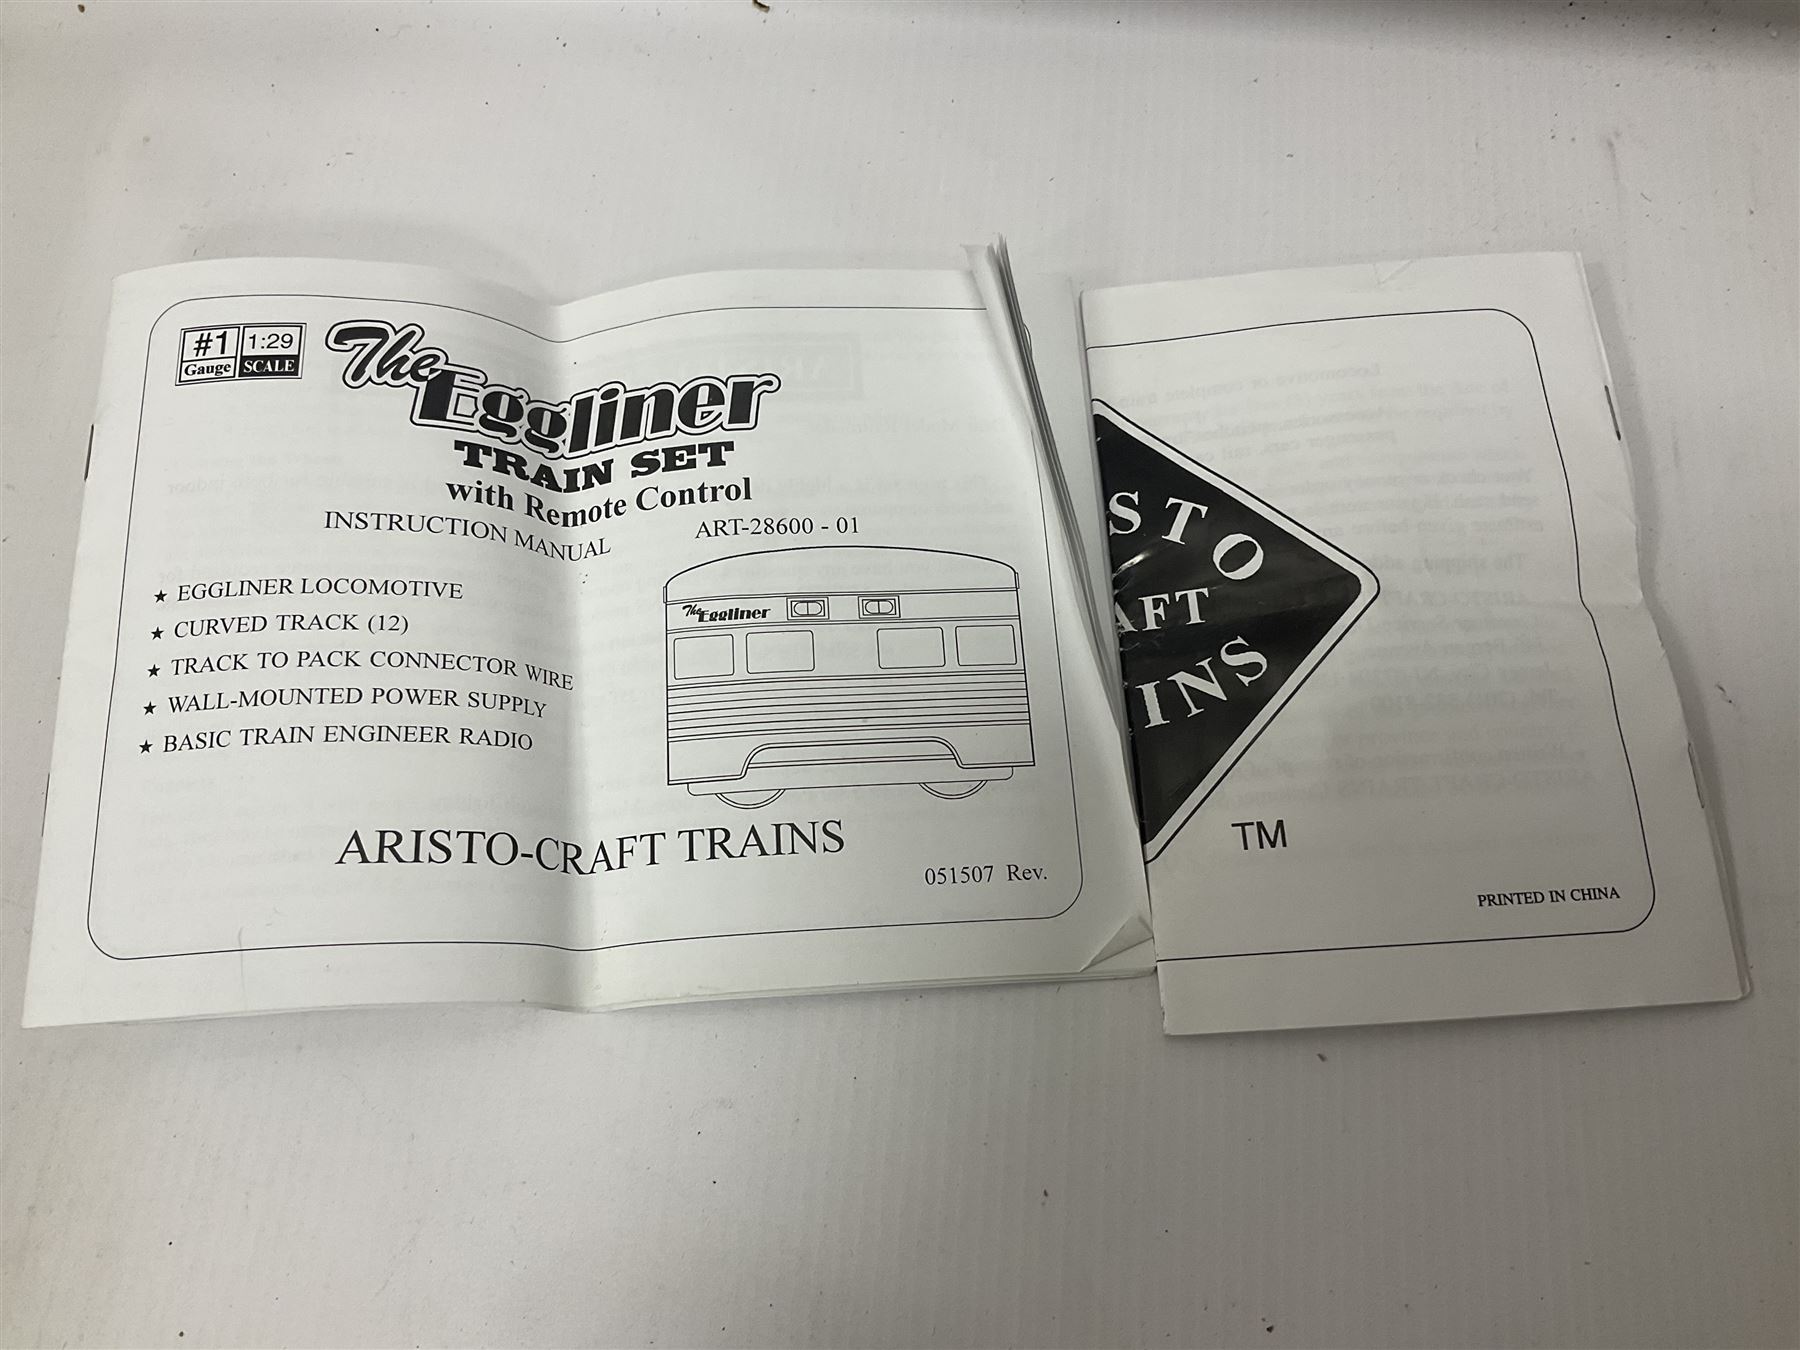 #1
Gauge
1:29
SCALE
The Eggliner
TRAIN SET
with Remote Control
INSTRUCTION MANUAL
ART-28600 - 01
★ EGGLINER LOCOMOTIVE
★ CURVED TRACK (12)
★ TRACK TO PACK CONNECTOR WIRE
★ WALL-MOUNTED POWER SUPPLY
★ BASIC TRAIN ENGINEER RADIO
The Eggliner
ARISTO-CRAFT TRAINS
051507 Rev.
STO
AFT
INS
TM
PRINTED IN CHINA